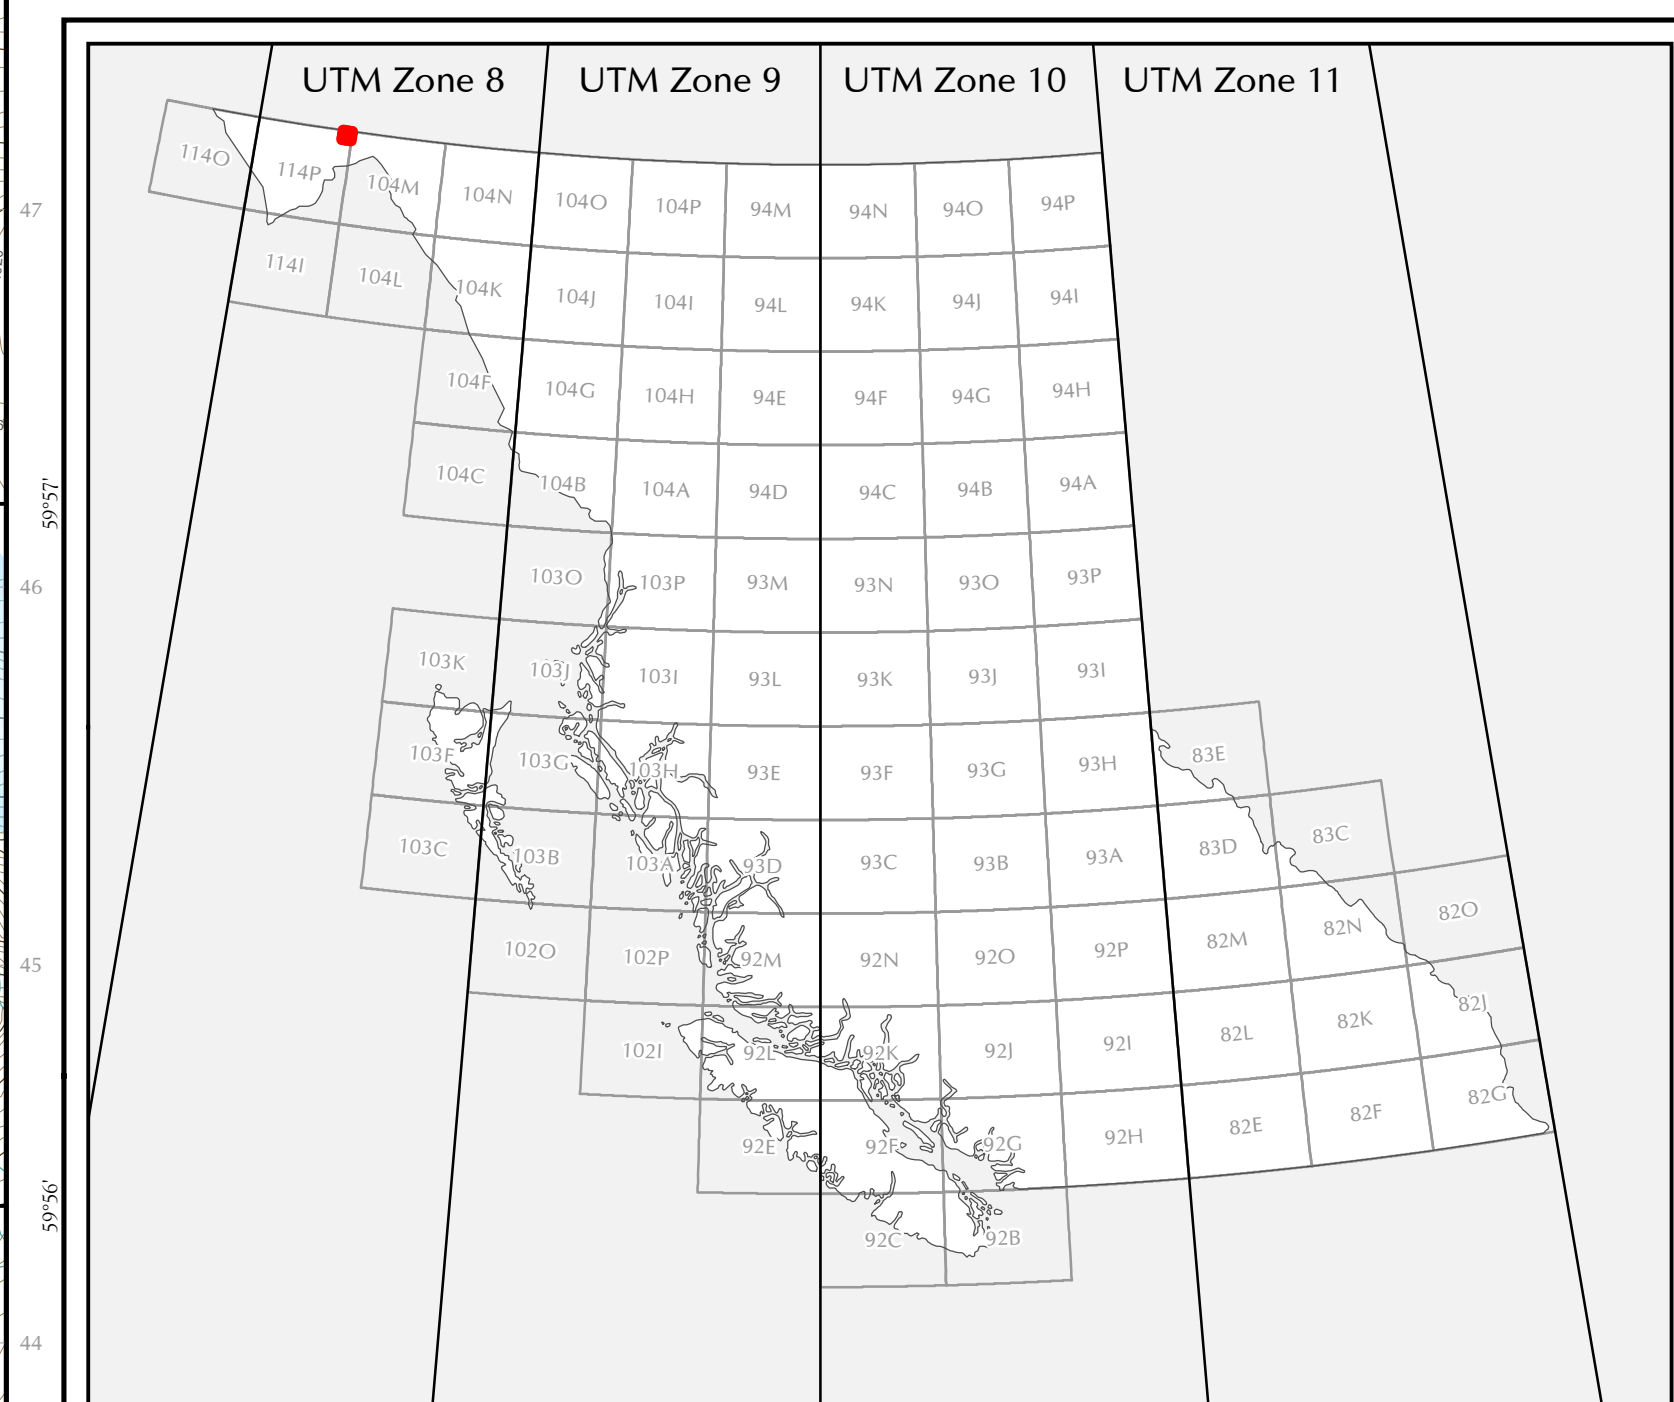 UTM Zone 8 UTM Zone 9 UTM Zone 10 UTM Zone 11
114O 114P 104M 104N 104O 104P 94M 94N 94O 94P
47
114I 104L 104K 104J 104I 94L 94K 94J 94I
104F 104G 104H 94E 94F 94G 94H
104C 104B 104A 94D 94C 94B 94A
59°57'
103O 103P 93M 93N 93O 93P
46
103K 103J 103I 93L 93K 93J 93I
103F 103G 103H 93E 93F 93G 93H 83E
103C 103B 103A 93D 93C 93B 93A 83D 83C
102O 102P 92M 92N 92O 92P 82M 82N 82O
45
102I 92L 92K 92J 92I 82L 82K 82J
92E 92F 92G 92H 82E 82F 82G
59°56'
92C 92B
44